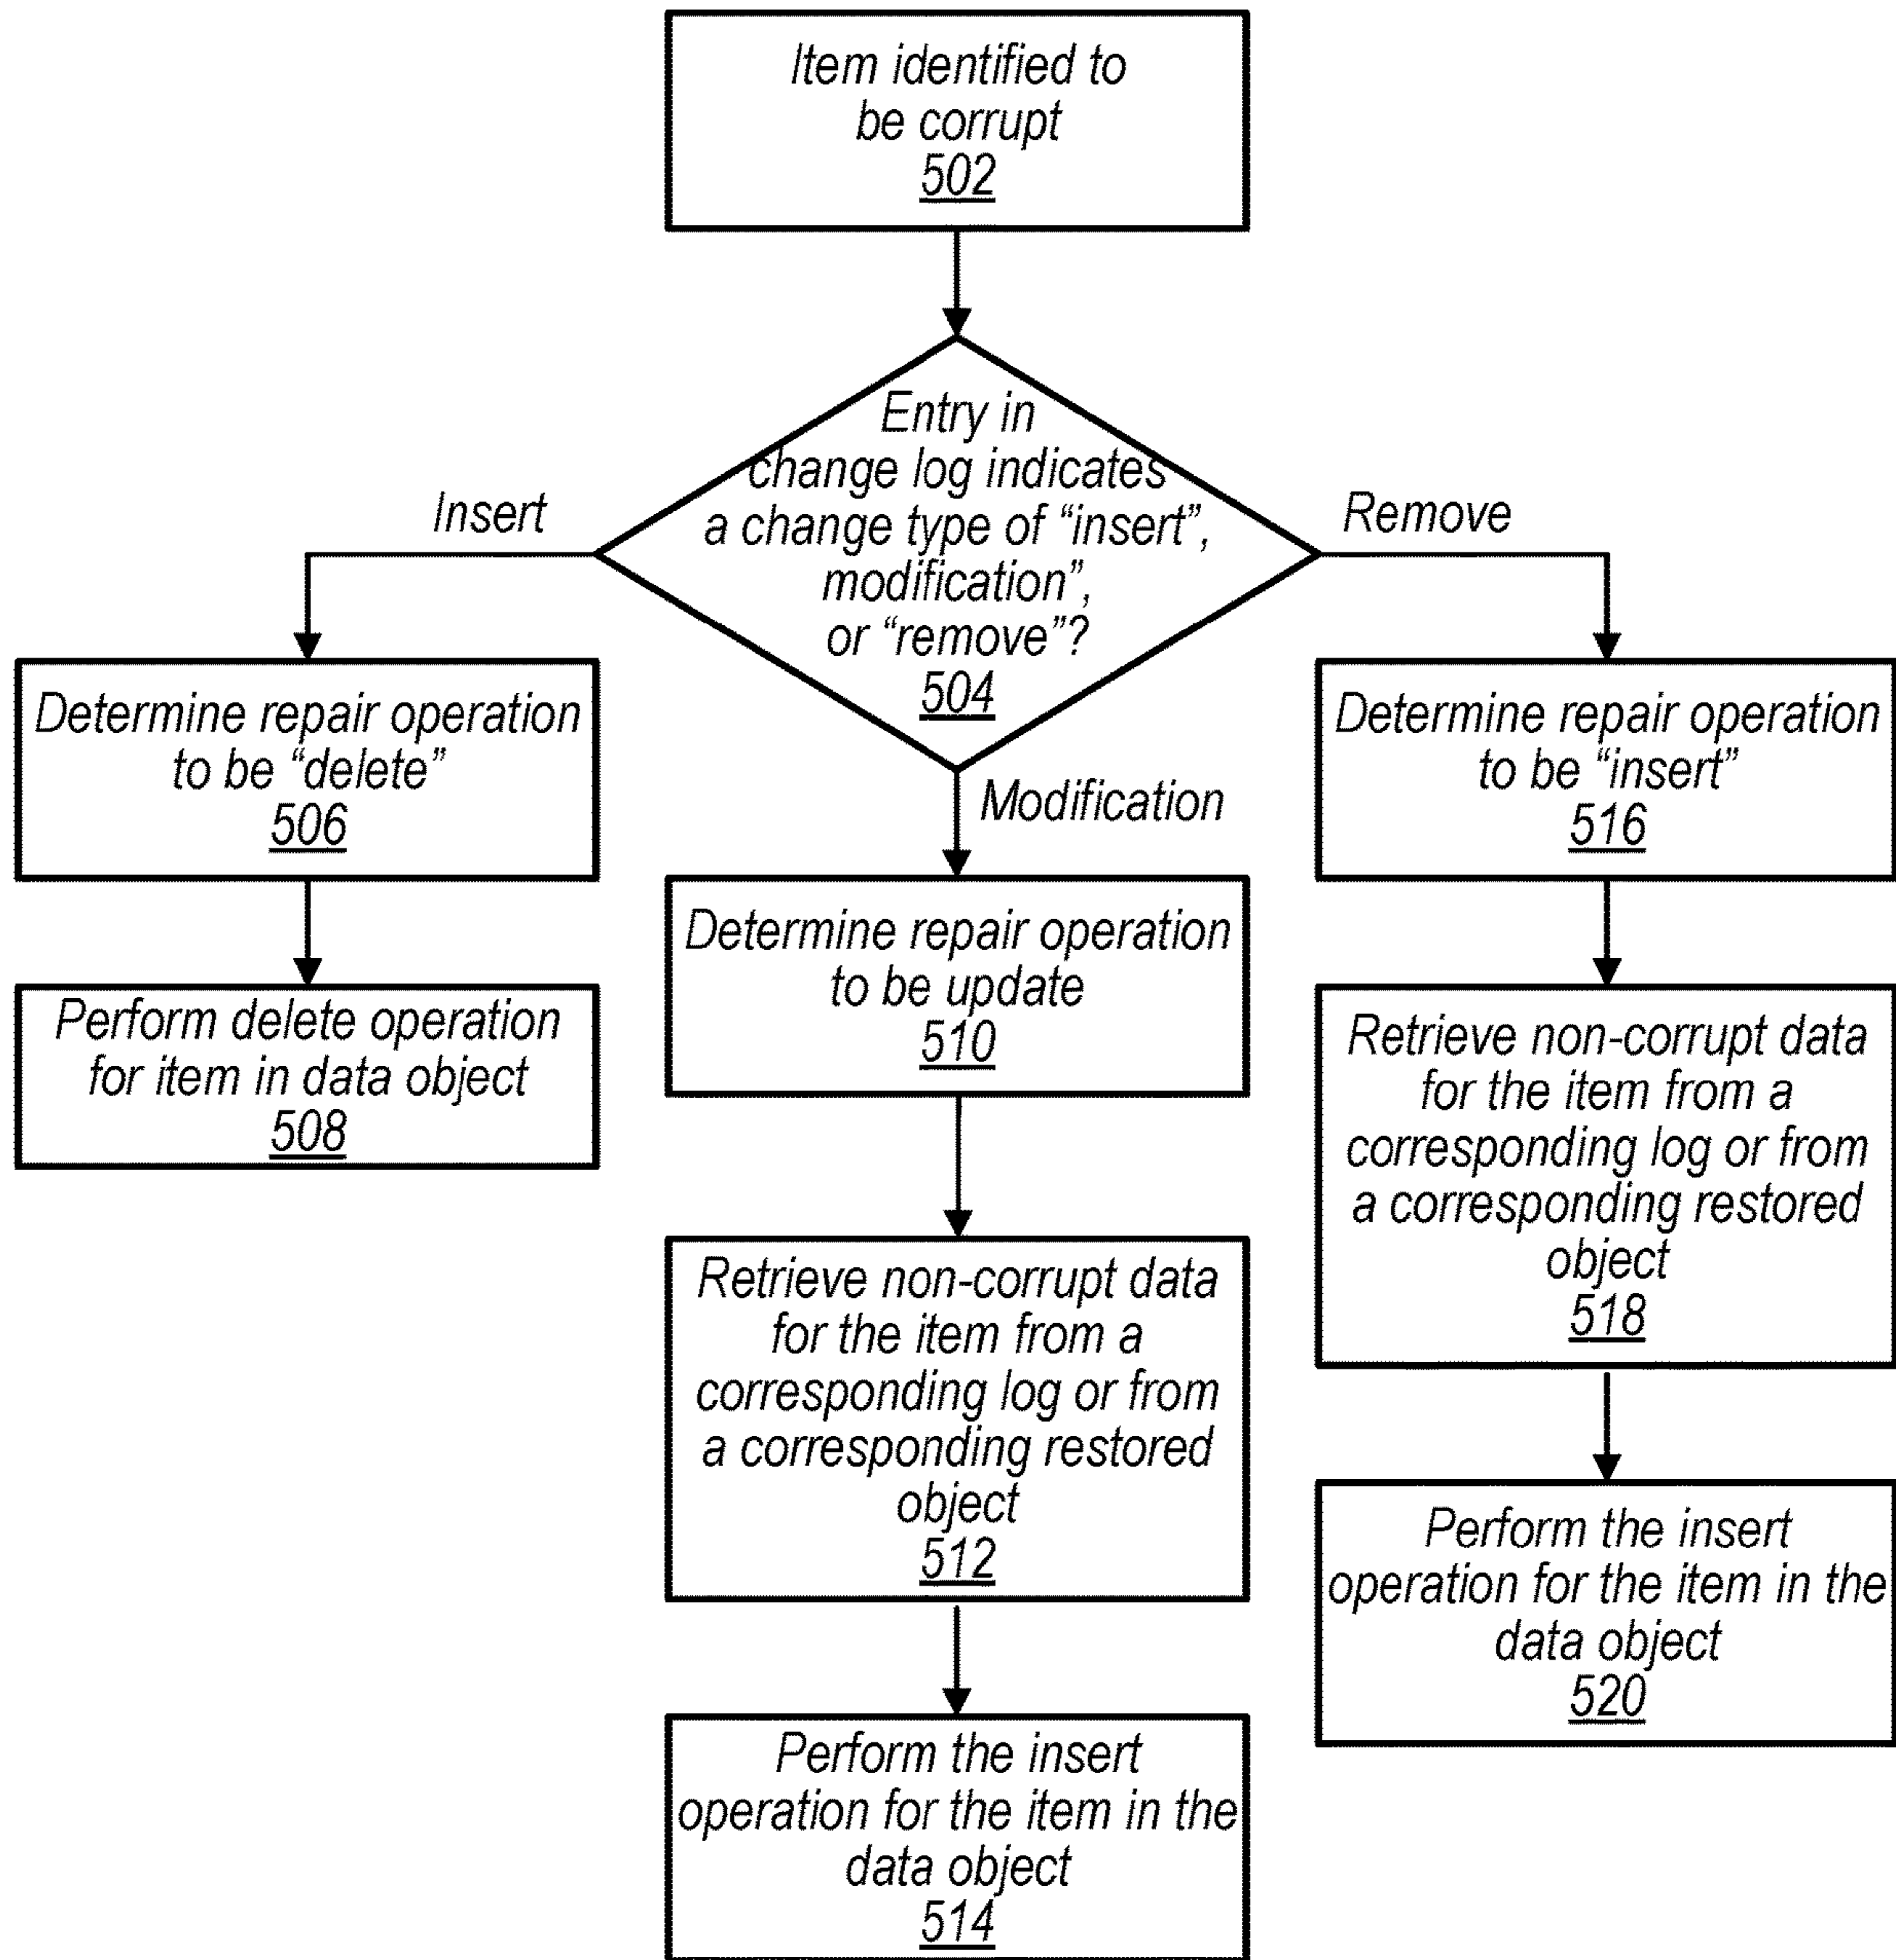 Item identified to
be corrupt
502
Entry in
change log indicates
a change type of “insert”,
modification”,
or “remove”?
504
Insert
Remove
Modification
Determine repair operation
to be “delete”
506
Perform delete operation
for item in data object
508
Determine repair operation
to be update
510
Retrieve non-corrupt data
for the item from a
corresponding log or from
a corresponding restored
object
512
Perform the insert
operation for the item in the
data object
514
Determine repair operation
to be “insert”
516
Retrieve non-corrupt data
for the item from a
corresponding log or from
a corresponding restored
object
518
Perform the insert
operation for the item in the
data object
520